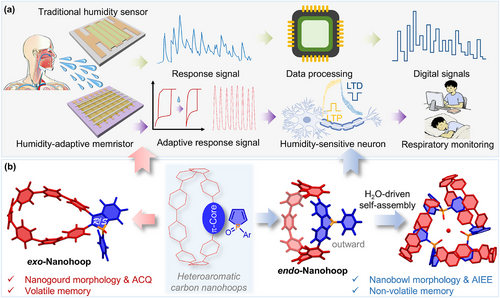 (a)
Traditional humidity sensor
Response signal
Data processing
Digital signals
LTD
LTP
Humidity-adaptive memristor
Adaptive response signal
Humidity-sensitive neuron
Respiratory monitoring
(b)
π-Core
O
P
Ar
Heteroaromatic
carbon nanohoops
exo-Nanohoop
✓ Nanogourd morphology & ACQ
✓ Volatile memory
outward
endo-Nanohoop
H₂O-driven
self-assembly
✓ Nanobowl morphology & AIEE
✓ Non-volatile memory